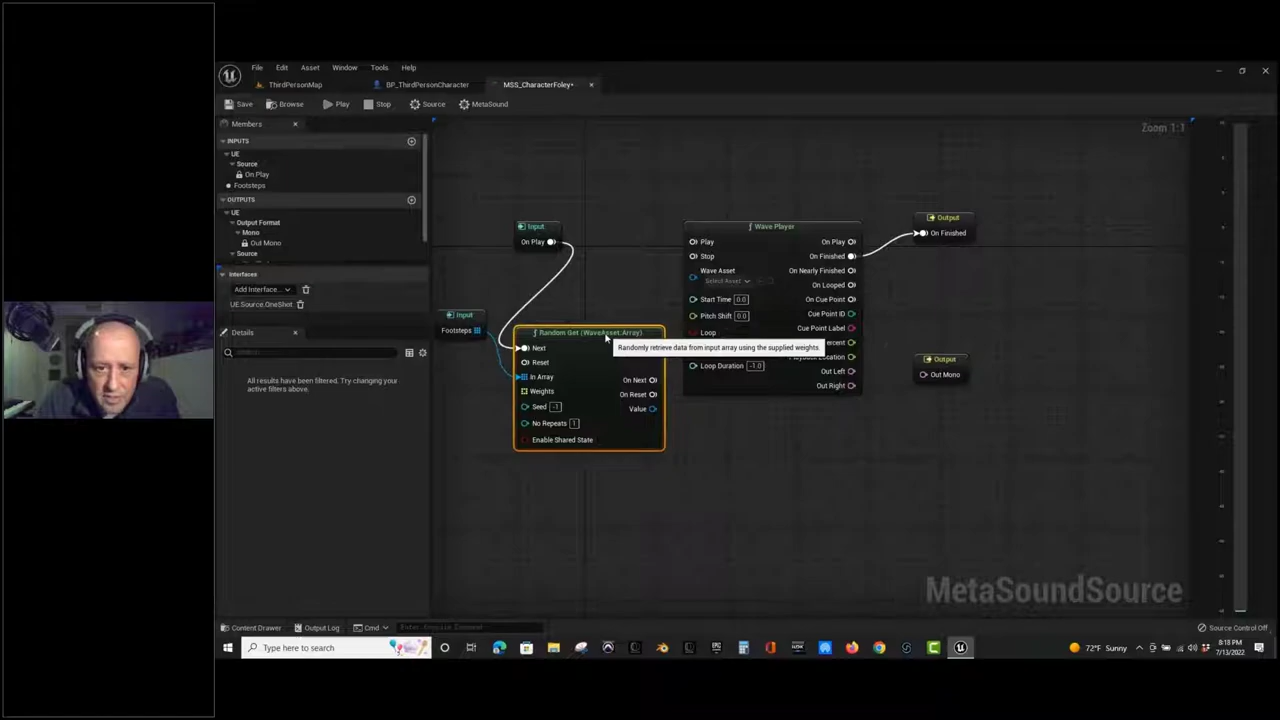 File Edit Asset Window Tools Help
ThirdPersonMap BP_ThirdPersonCharacter MSS_CharacterFoley*
Save Browse Play Stop Source MetaSound
Members
INPUTS
UE
Source
On Play
Footsteps
OUTPUTS
UE
Output Format
Mono
Out Mono
Source
Interfaces
Add Interface...
UE.Source.OneShot
Details
All results have been filtered. Try changing your
active filters above.
Zoom 1:1
Input
On Play
Input
Footsteps
Random Get (WaveAsset:Array)
Next
Reset
In Array
Weights
Seed -1
No Repeats 1
Enable Shared State
On Next
On Reset
Value
Randomly retrieve data from input array using the supplied weights.
Wave Player
Play
Stop
Wave Asset
Select Asset
Start Time 0.0
Pitch Shift 0.0
Loop
Loop Duration -1.0
On Play
On Finished
On Nearly Finished
On Looped
On Cue Point
Cue Point ID
Cue Point Label
Out Left
Out Right
Output
On Finished
Output
Out Mono
MetaSoundSource
Content Drawer Output Log Cmd Source Control Off
Type here to search
72°F Sunny
8:18 PM
7/13/2022